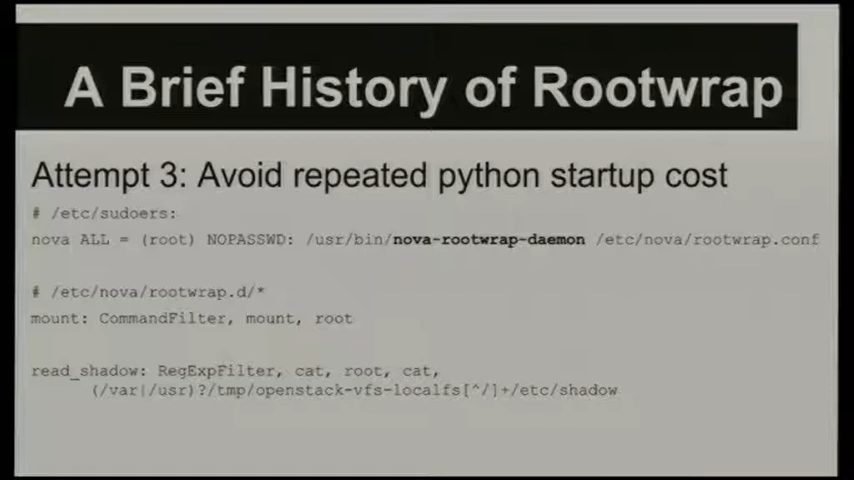 A Brief History of Rootwrap
Attempt 3: Avoid repeated python startup cost
# /etc/sudoers:
nova ALL = (root) NOPASSWD: /usr/bin/nova-rootwrap-daemon /etc/nova/rootwrap.conf
# /etc/nova/rootwrap.d/*
mount: CommandFilter, mount, root
read_shadow: RegExpFilter, cat, root, cat,
(/var|/usr)?/tmp/openstack-vfs-localfs[^/]+/etc/shadow